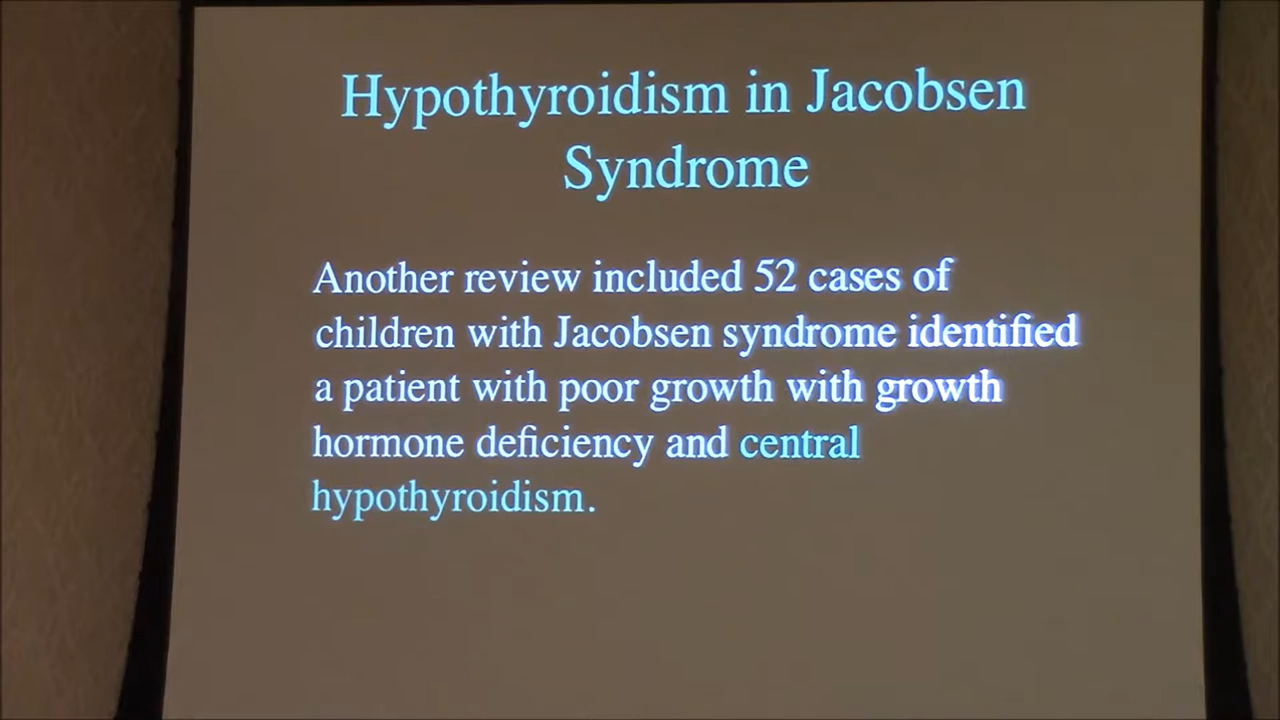 Hypothyroidism in Jacobsen
Syndrome
Another review included 52 cases of
children with Jacobsen syndrome identified
a patient with poor growth with growth
hormone deficiency and central
hypothyroidism.